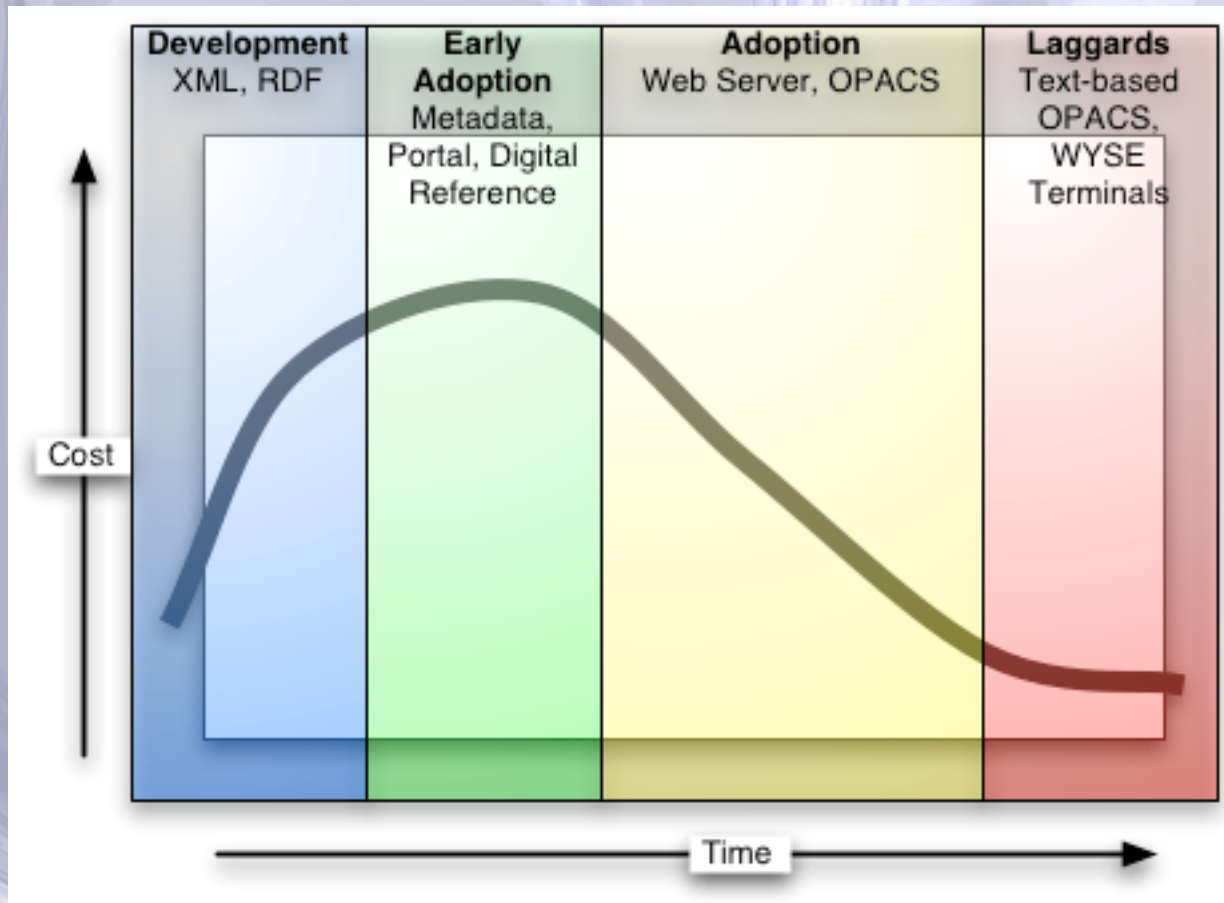 Development
XML, RDF
Early
Adoption
Metadata,
Portal, Digital
Reference
Adoption
Web Server, OPACS
Laggards
Text-based
OPACS,
WYSE
Terminals
Cost
Time